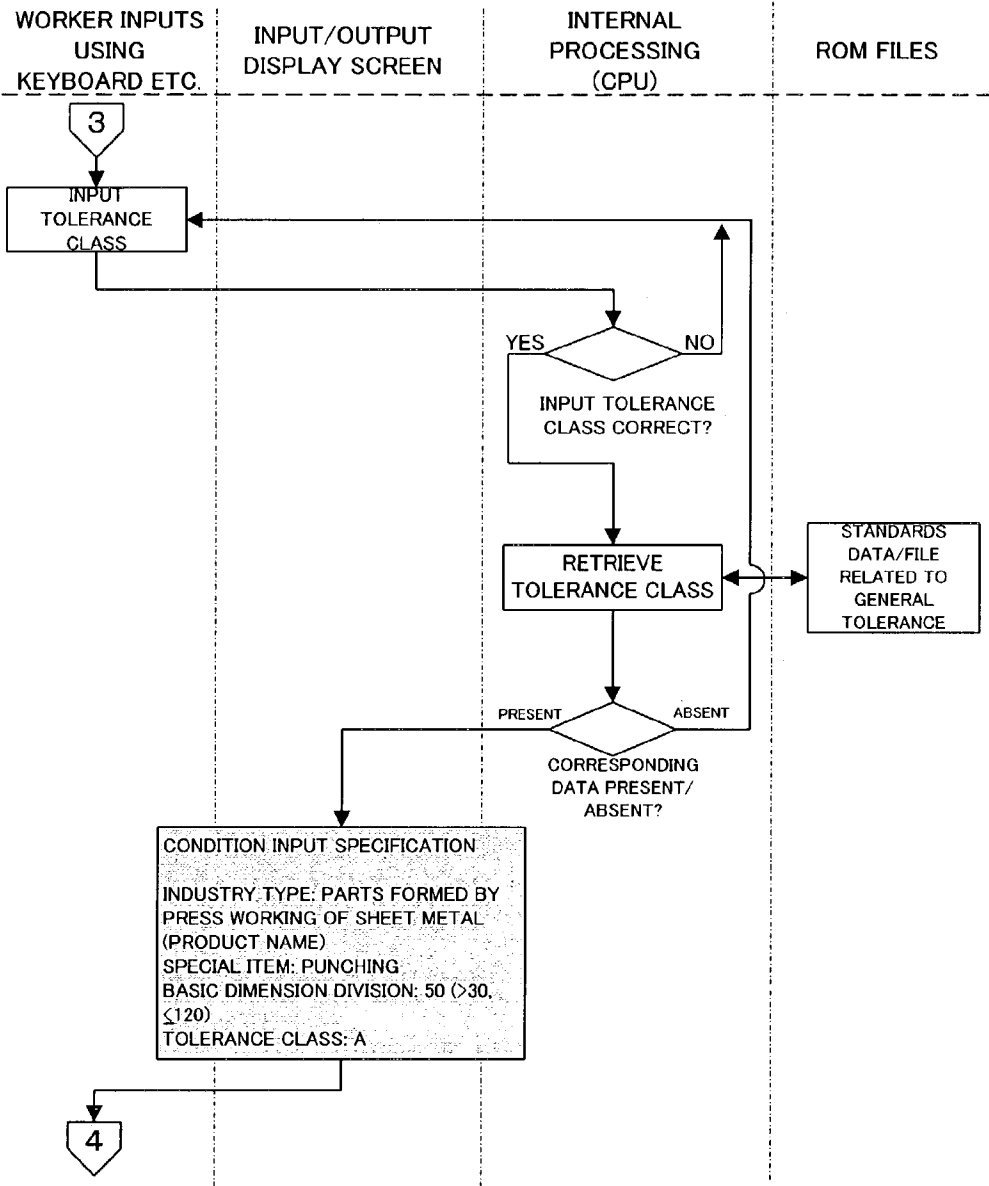 WORKER INPUTS
USING
KEYBOARD ETC.
INPUT/OUTPUT
DISPLAY SCREEN
INTERNAL
PROCESSING
(CPU)
ROM FILES
3
INPUT
TOLERANCE
CLASS
YES
NO
INPUT TOLERANCE
CLASS CORRECT?
RETRIEVE
TOLERANCE CLASS
STANDARDS
DATA/FILE
RELATED TO
GENERAL
TOLERANCE
PRESENT
ABSENT
CORRESPONDING
DATA PRESENT/
ABSENT?
CONDITION INPUT SPECIFICATION
INDUSTRY TYPE: PARTS FORMED BY
PRESS WORKING OF SHEET METAL
(PRODUCT NAME)
SPECIAL ITEM: PUNCHING
BASIC DIMENSION DIVISION: 50 (>30,
≤120)
TOLERANCE CLASS: A
4